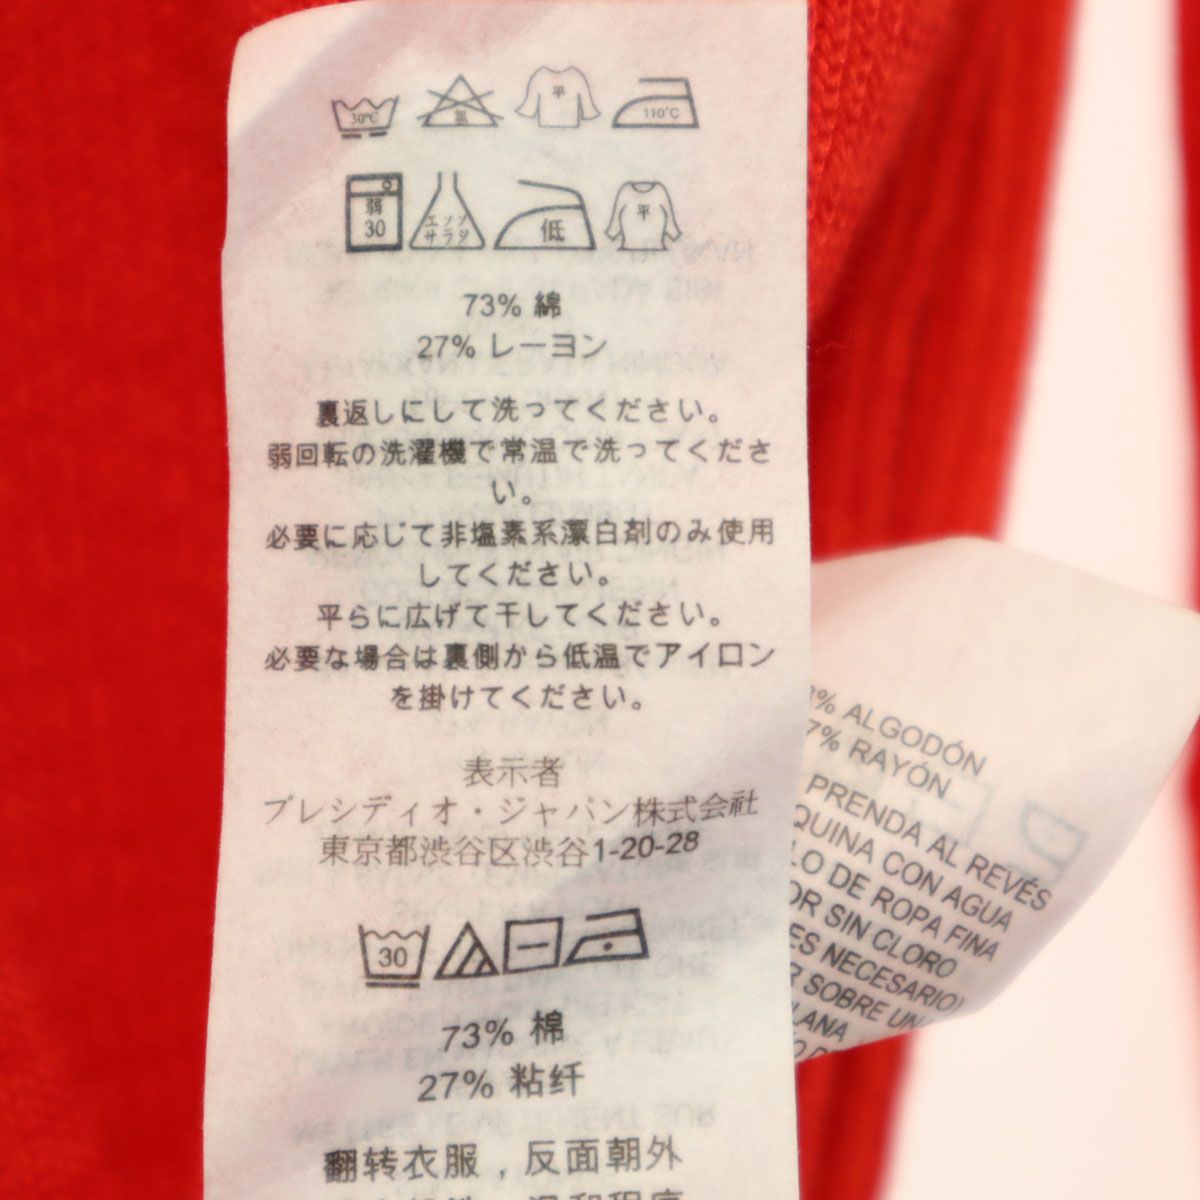 30℃
氯
平
110℃
弱
30
エンソ
サラシ
低
平
73% 綿
27% レーヨン
裏返しにして洗ってください。
弱回転の洗濯機で常温で洗ってくださ
い。
必要に応じて非塩素系漂白剤のみ使用
してください。
平らに広げて干してください。
必要な場合は裏側から低温でアイロン
を掛けてください。
表示者
プレシディオ・ジャパン株式会社
東京都渋谷区渋谷1-20-28
30
73% 棉
27% 粘纤
翻转衣服，反面朝外
% ALGODÓN
7% RAYÓN
PRENDA AL REVÉS
QUINA CON AGUA
LO DE ROPA FINA
OR SIN CLORO
ES NECESARIO)
R SOBRE UN
LANA